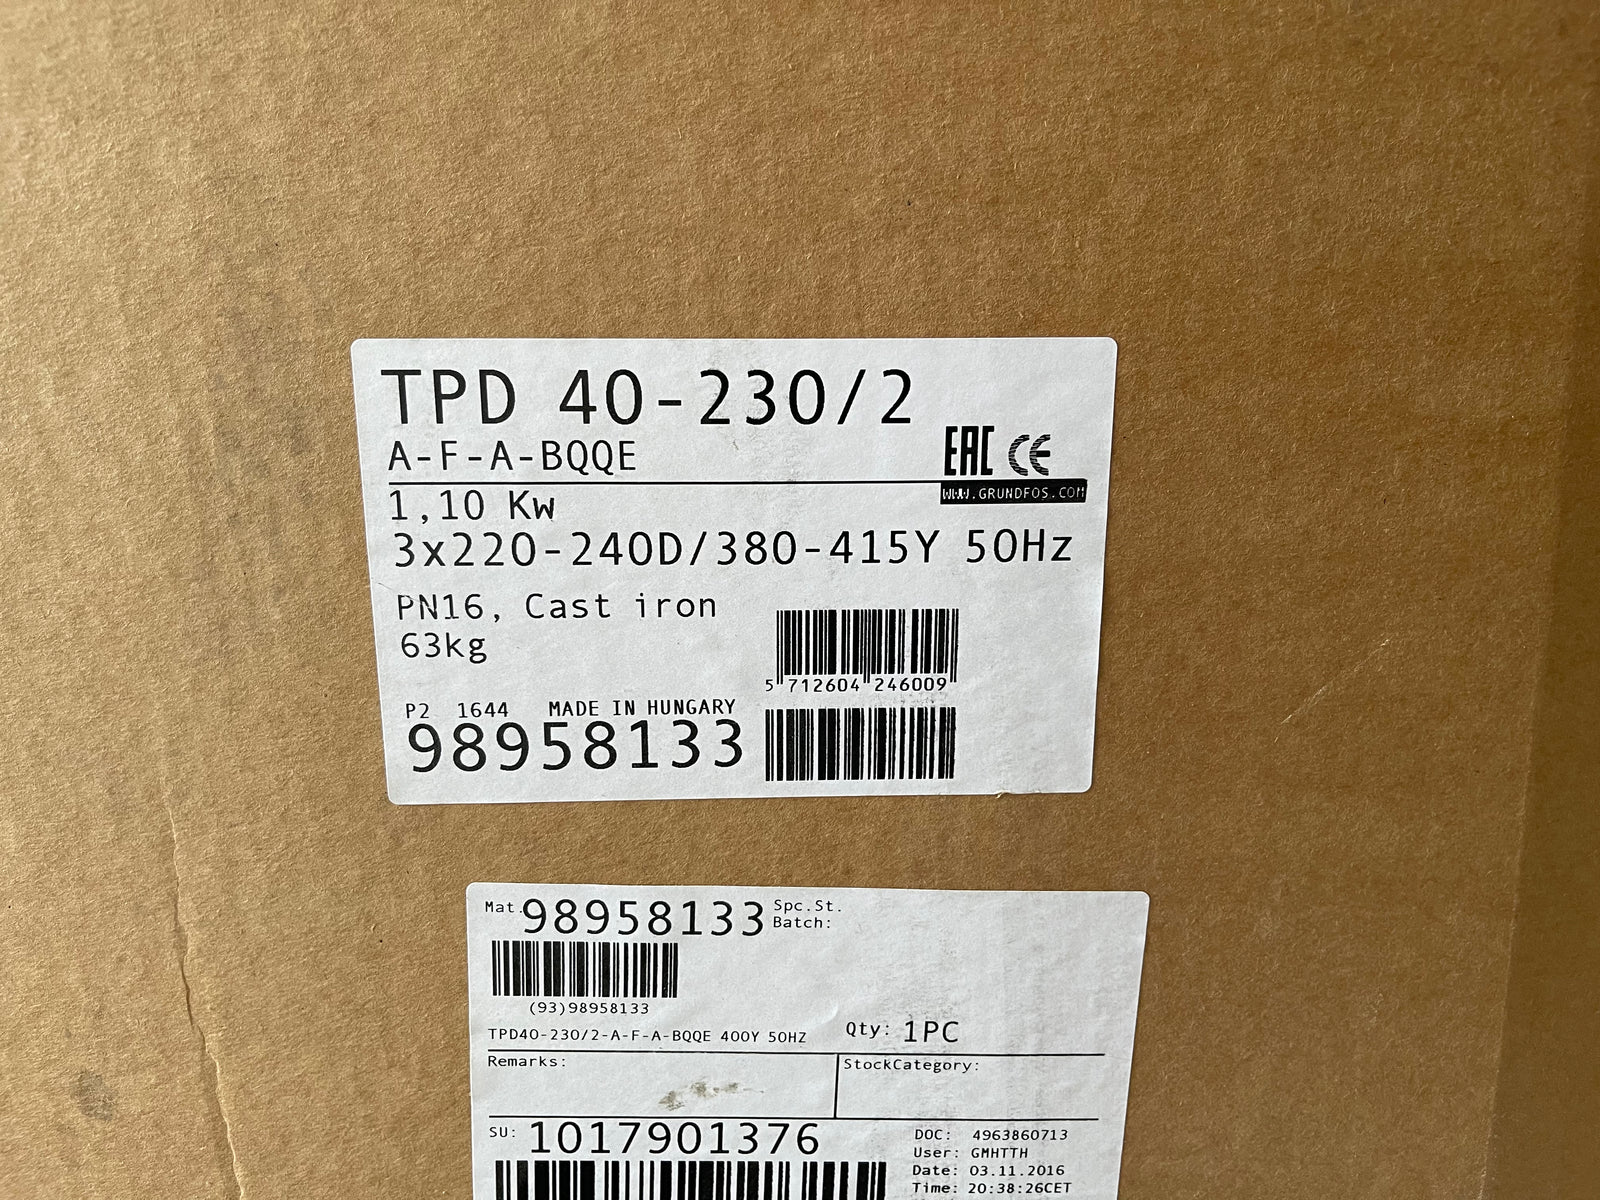 TPD 40-230/2
A-F-A-BQQE
EAC CE
WWW.GRUNDFOS.COM
1,10 Kw
3x220-240D/380-415Y 50Hz
PN16, Cast iron
63kg
5 712604 246009
P2 1644 MADE IN HUNGARY
98958133
Mat. 98958133 Spc.St.
Batch:
(93)98958133
TPD40-230/2-A-F-A-BQQE 400Y 50HZ
Qty: 1PC
Remarks:
StockCategory:
SU: 1017901376
DOC: 4963860713
User: GMHTTH
Date: 03.11.2016
Time: 20:38:26CET